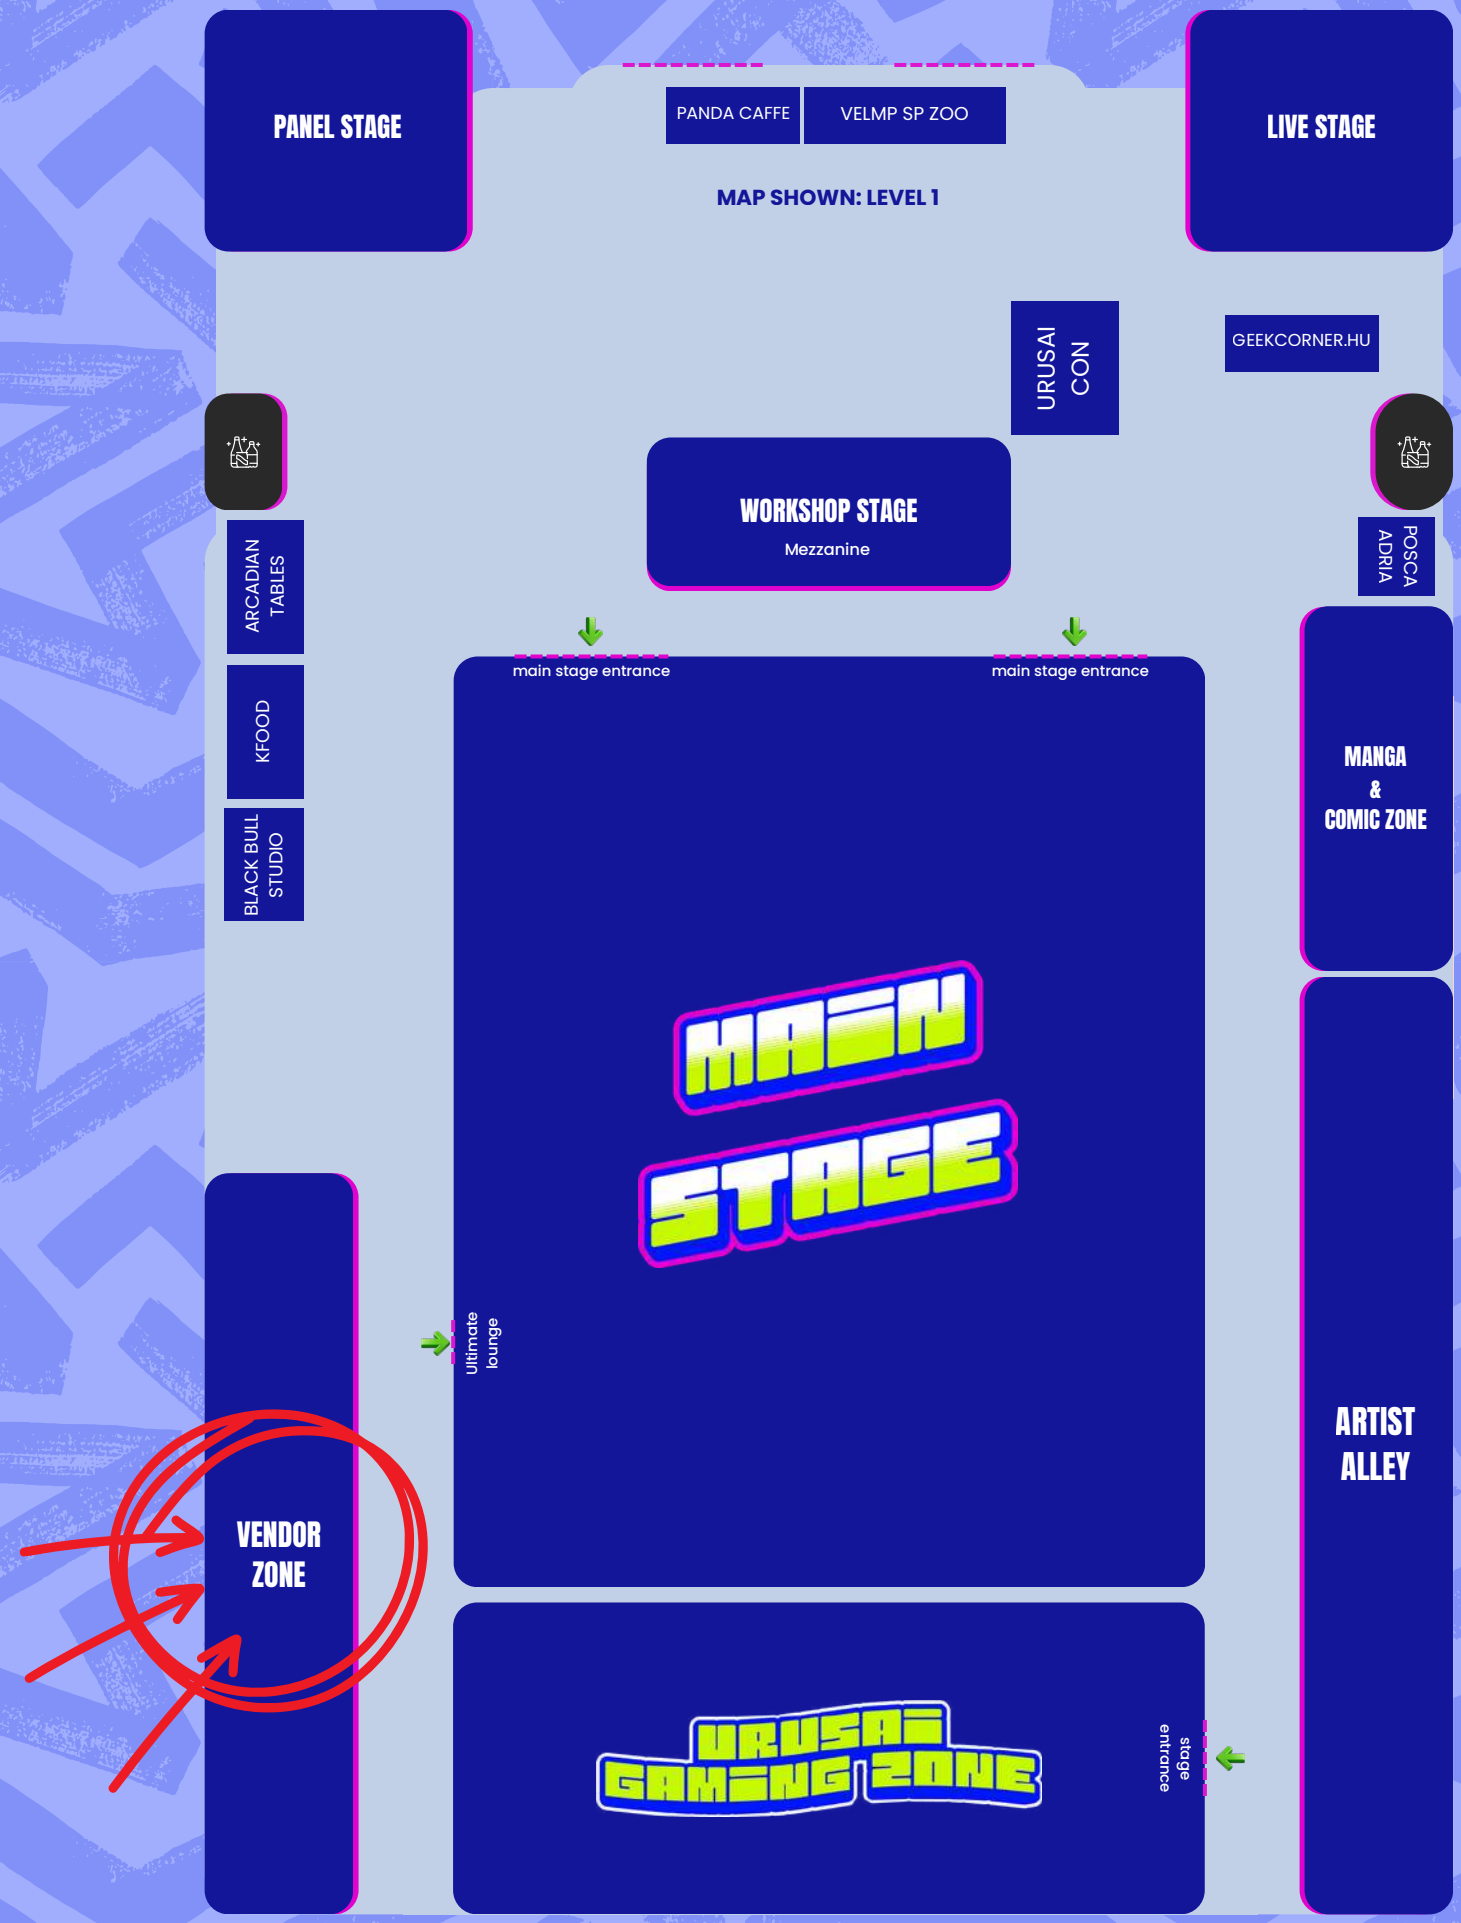 PANEL STAGE
PANDA CAFFE
VELMP SP ZOO
LIVE STAGE
MAP SHOWN: LEVEL 1
URUSAI
CON
GEEKCORNER.HU
WORKSHOP STAGE
Mezzanine
ARCADIAN
TABLES
POSCA
ADRIA
main stage entrance
main stage entrance
KFOOD
BLACK BULL
STUDIO
MANGA
&
COMIC ZONE
MAIN
STAGE
Ultimate
lounge
ARTIST
ALLEY
VENDOR
ZONE
URUSAI
GAMING ZONE
stage
entrance